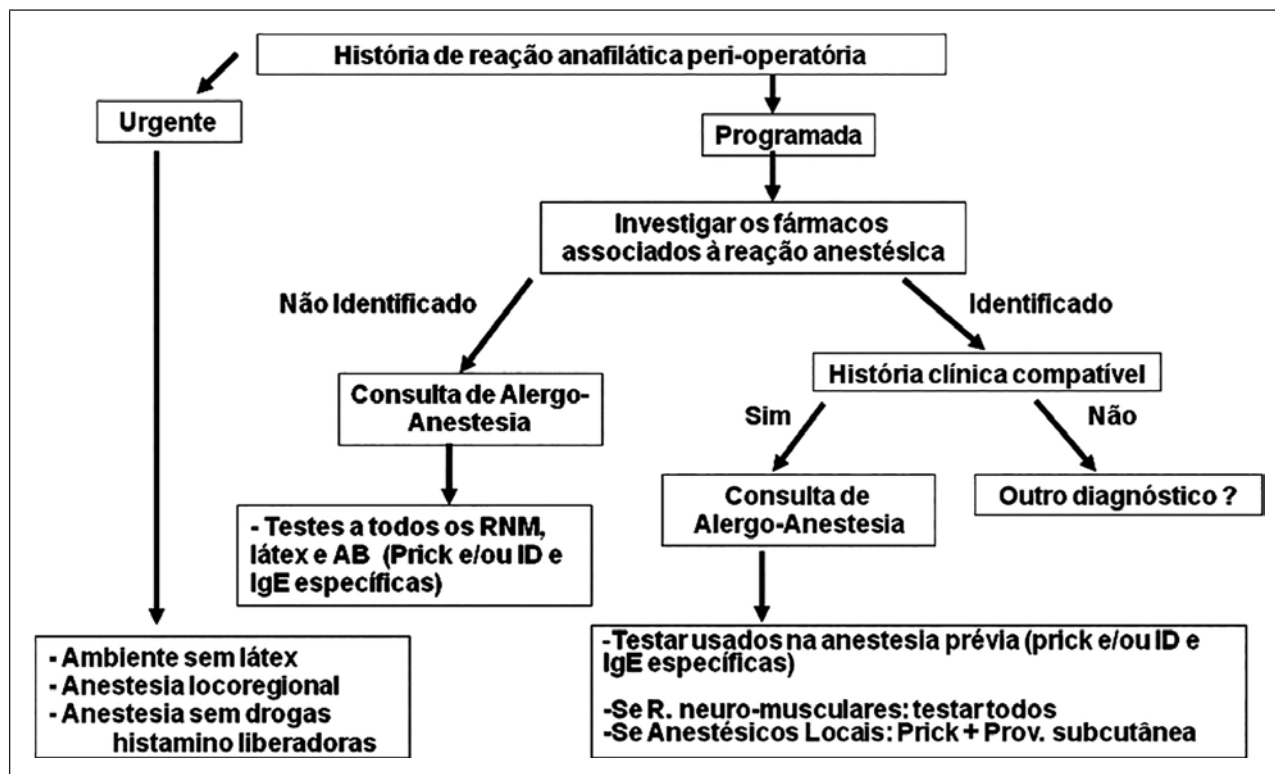 História de reação anafilática peri-operatória
Urgente
Programada
Investigar os fármacos
associados à reação anestésica
Não Identificado
Identificado
Consulta de Alergo-
Anestesia
História clínica compatível
Sim
Não
Consulta de
Alergo-Anestesia
Outro diagnóstico ?
- Testes a todos os RNM,
látex e AB (Prick e/ou ID e
IgE específicas)
- Ambiente sem látex
- Anestesia locoregional
- Anestesia sem drogas
histamino liberadoras
-Testar usados na anestesia prévia (prick e/ou ID e
IgE específicas)
-Se R. neuro-musculares: testar todos
-Se Anestésicos Locais: Prick + Prov. subcutânea